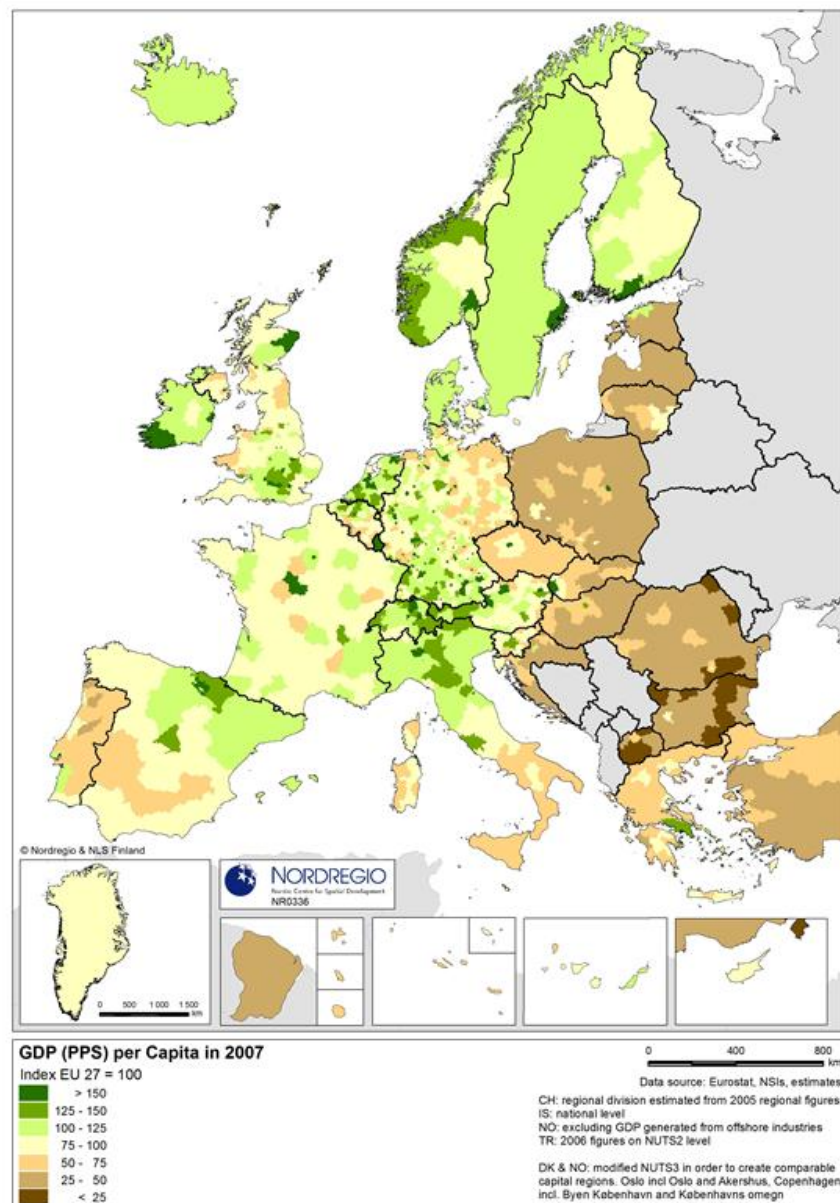 © Nordregio & NLS Finland
NORDREGIO
Nordic Centre for Spatial Development
NR0336
0 500 1 000 1 500
km
GDP (PPS) per Capita in 2007
Index EU 27 = 100
> 150
125 - 150
100 - 125
75 - 100
50 - 75
25 - 50
< 25
0 400 800
km
Data source: Eurostat, NSIs, estimates
CH: regional division estimated from 2005 regional figures
IS: national level
NO: excluding GDP generated from offshore industries
TR: 2006 figures on NUTS2 level
DK & NO: modified NUTS3 in order to create comparable
capital regions. Oslo incl Oslo and Akershus, Copenhagen
incl. Byen København and Københavns omegn